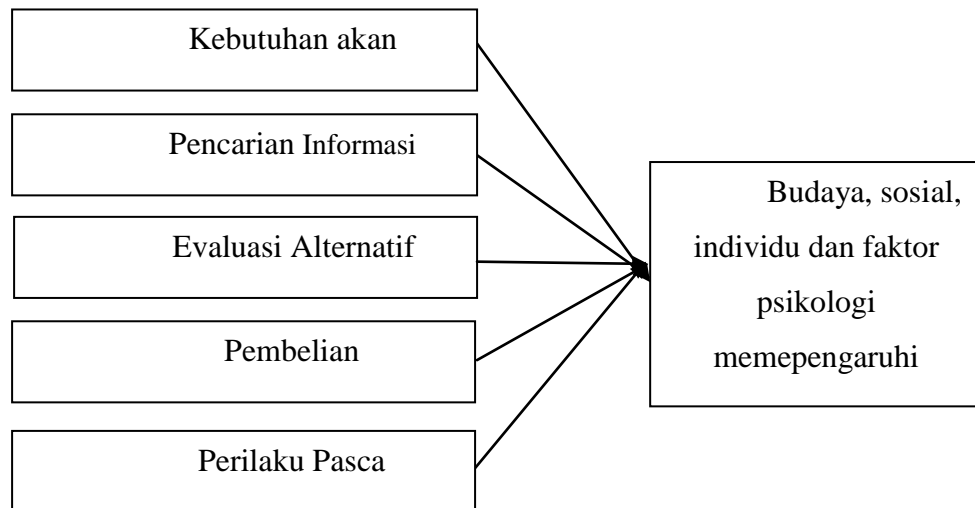 Kebutuhan akan
Pencarian Informasi
Evaluasi Alternatif
Pembelian
Perilaku Pasca
Budaya, sosial,
individu dan faktor
psikologi
memepengaruhi